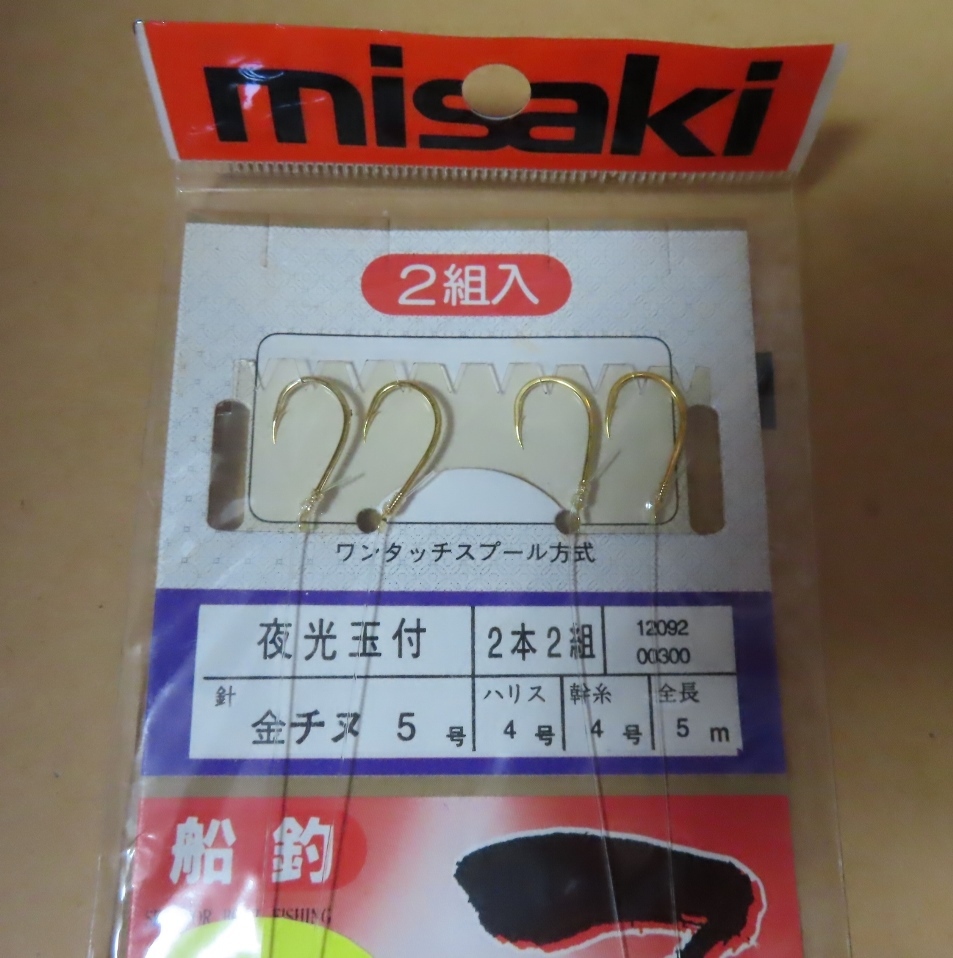 misaki
2組入
ワンタッチスプール方式
夜光玉付 2本2組 12092
00300
針 ハリス 幹糸 全長
金チヌ 5号 4号 4号 5m
船釣
FISHING